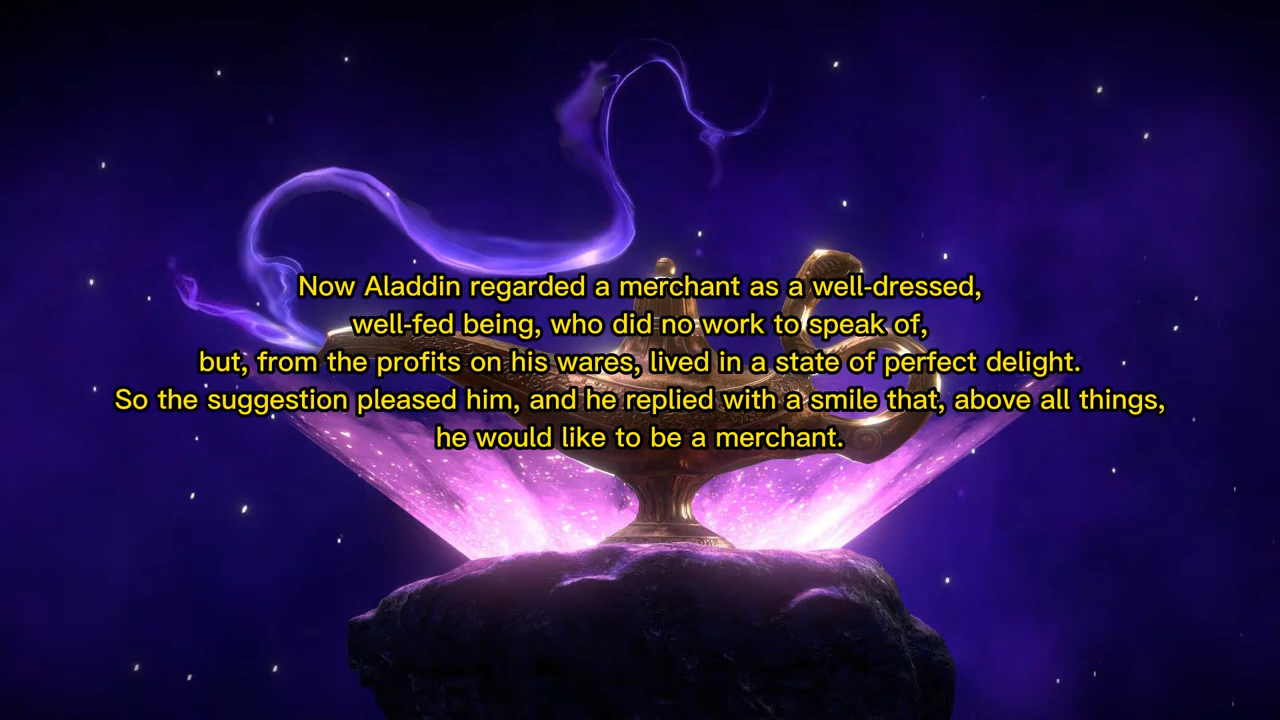 Now Aladdin regarded a merchant as a well-dressed,
well-fed being, who did no work to speak of,
but, from the profits on his wares, lived in a state of perfect delight.
So the suggestion pleased him, and he replied with a smile that, above all things,
he would like to be a merchant.